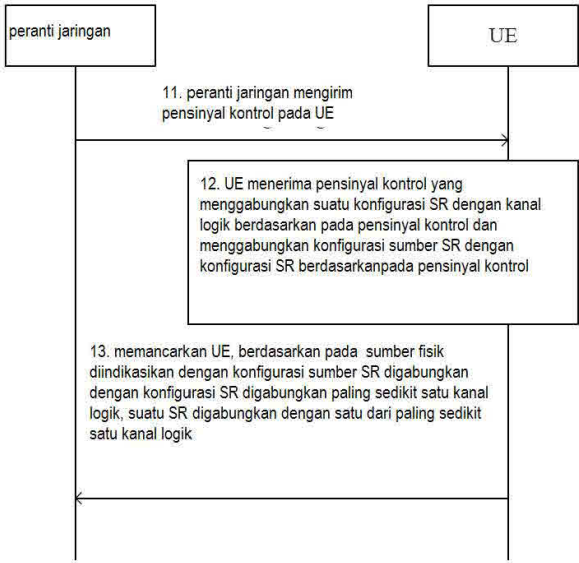 peranti jaringan
UE
11. peranti jaringan mengirim
pensinyal kontrol pada UE
12. UE menerima pensinyal kontrol yang
menggabungkan suatu konfigurasi SR dengan kanal
logik berdasarkan pada pensinyal kontrol dan
menggabungkan konfigurasi sumber SR dengan
konfigurasi SR berdasarkanpada pensinyal kontrol
13. memancarkan UE, berdasarkan pada sumber fisik
diindikasikan dengan konfigurasi sumber SR digabungkan
dengan konfigurasi SR digabungkan paling sedikit satu kanal
logik, suatu SR digabungkan dengan satu dari paling sedikit
satu kanal logik